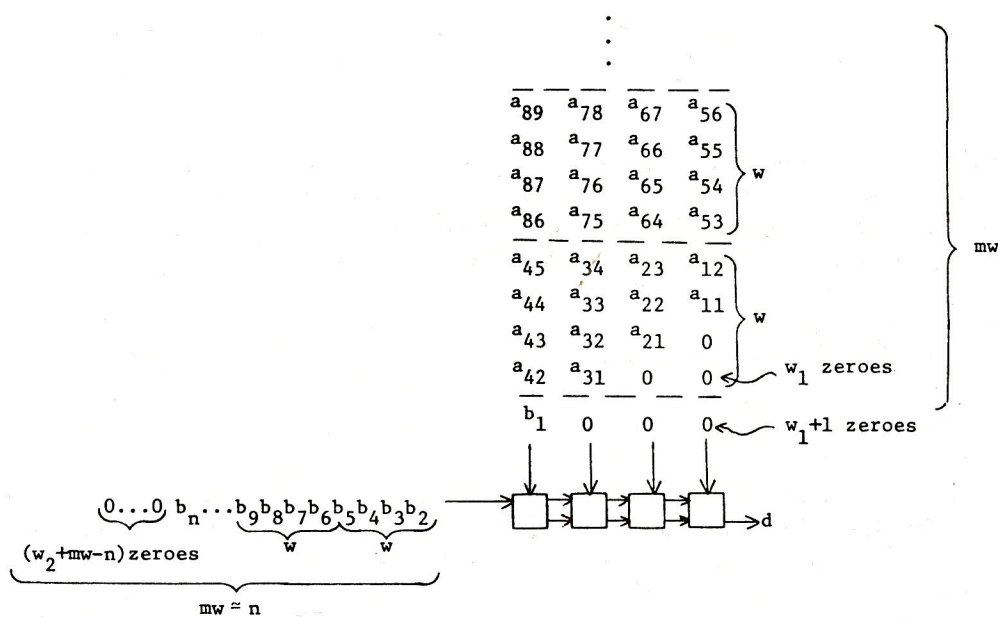 .
.
.
a89 a78 a67 a56
a88 a77 a66 a55
a87 a76 a65 a54
a86 a75 a64 a53
w
a45 a34 a23 a12
a44 a33 a22 a11
a43 a32 a21 0
a42 a31 0 0
w
w1 zeroes
mw
b1 0 0 0
w1+1 zeroes
0...0 bn...b9b8b7b6b5b4b3b2
w w
(w2+mw-n)zeroes
mw ≃ n
d